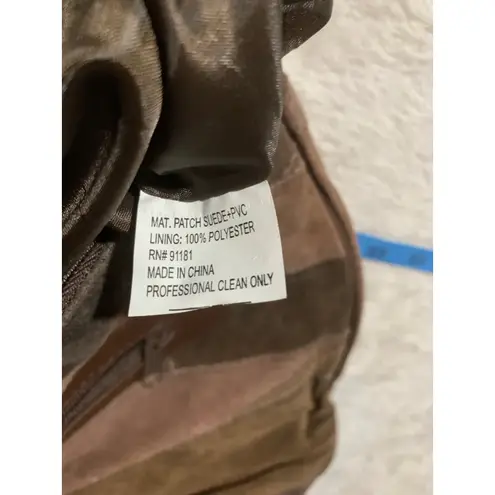 MAT. PATCH SUEDE+PVC
LINING: 100% POLYESTER
RN# 91181
MADE IN CHINA
PROFESSIONAL CLEAN ONLY